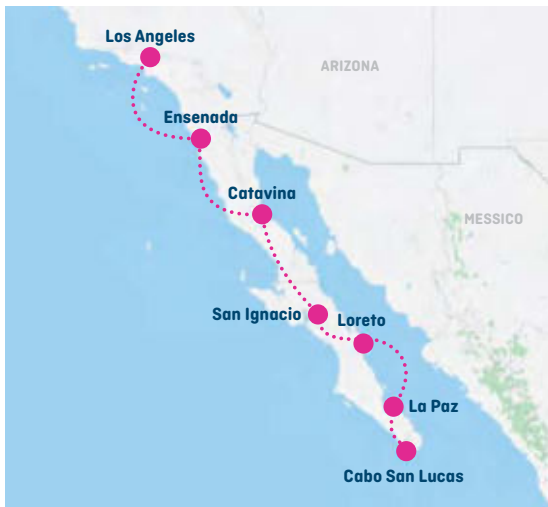 Los Angeles
ARIZONA
Ensenada
Catavina
MESSICO
San Ignacio
Loreto
La Paz
Cabo San Lucas